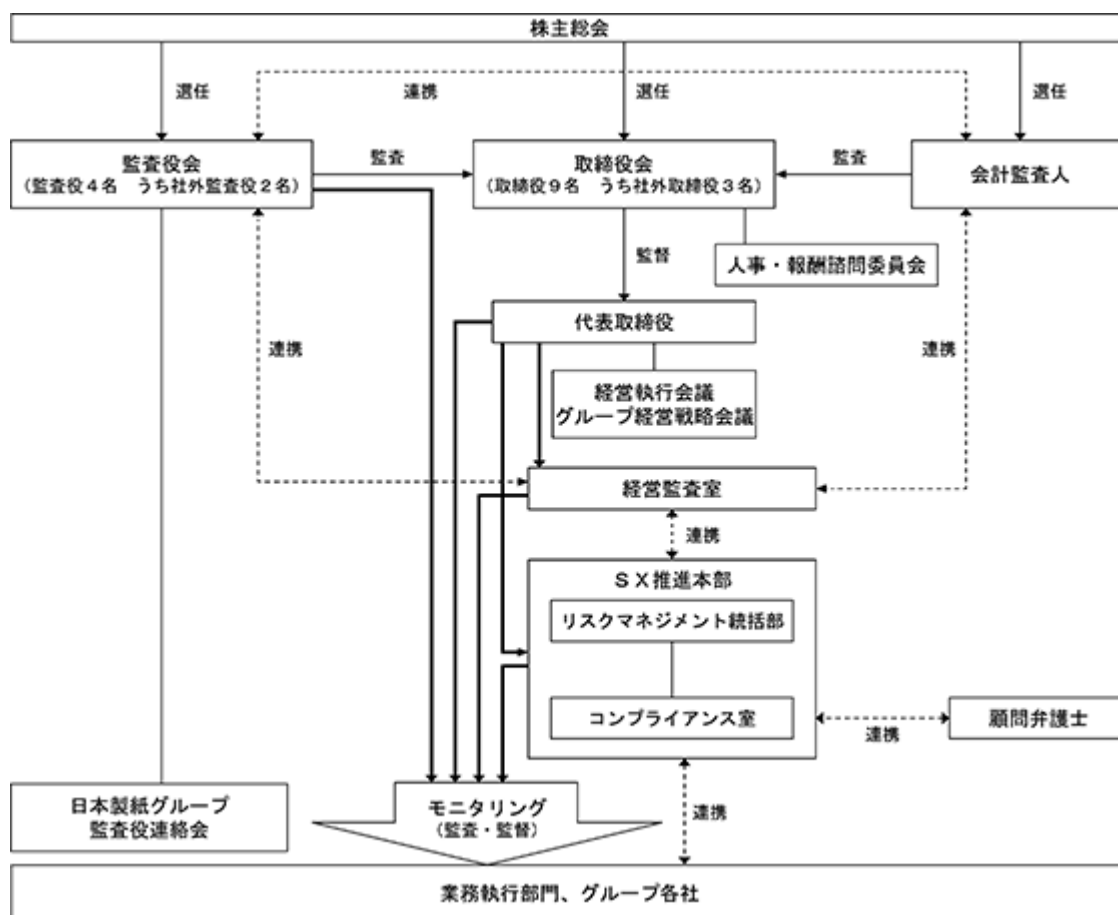 株主総会
選任
連携
選任
選任
監査役会
（監査役４名　うち社外監査役２名）
監査
取締役会
（取締役９名　うち社外取締役３名）
監査
会計監査人
監督
人事・報酬諮問委員会
代表取締役
連携
連携
経営執行会議
グループ経営戦略会議
経営監査室
連携
ＳＸ推進本部
リスクマネジメント統括部
コンプライアンス室
連携
顧問弁護士
日本製紙グループ
監査役連絡会
モニタリング
（監査・監督）
連携
業務執行部門、グループ各社